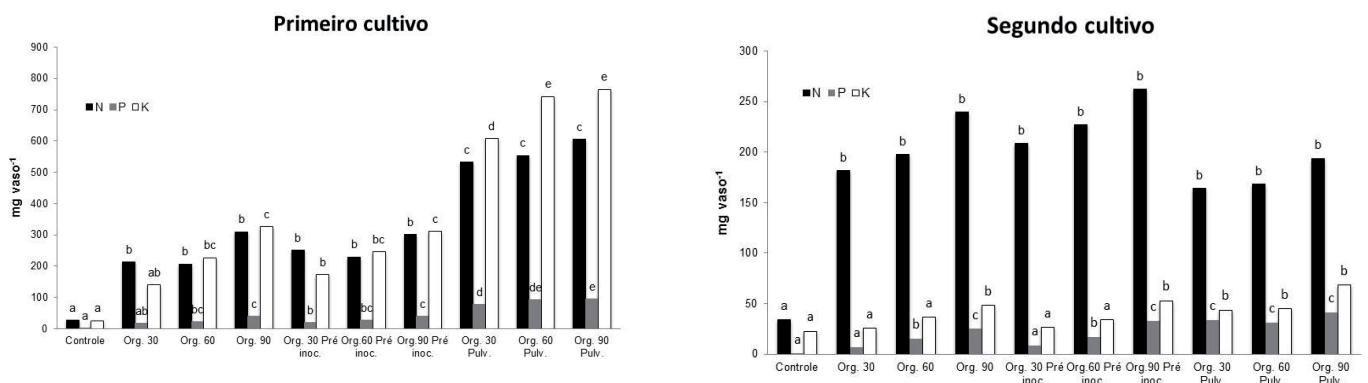 Primeiro cultivo
900
800
700
600
500
400
300
200
100
0
mg vaso⁻¹
N P K
a a a
b ab ab
b bc bc
b c c
b b b
b bc bc
b c c
c d d
c de e
c e e
Controle
Org. 30
Org. 60
Org. 90
Org. 30 Pré
inoc.
Org.60 Pré
inoc.
Org.90 Pré
inoc.
Org. 30
Pulv.
Org. 60
Pulv.
Org. 90
Pulv.
Segundo cultivo
300
250
200
150
100
50
0
mg vaso⁻¹
N P K
a a a
b a a
b b a
b c b
b a a
b b a
b c b
b c b
b c b
b c b
Controle
Org. 30
Org. 60
Org. 90
Org. 30 Pré
inoc.
Org.60 Pré
inoc.
Org.90 Pré
inoc.
Org. 30
Pulv.
Org. 60
Pulv.
Org. 90
Pulv.